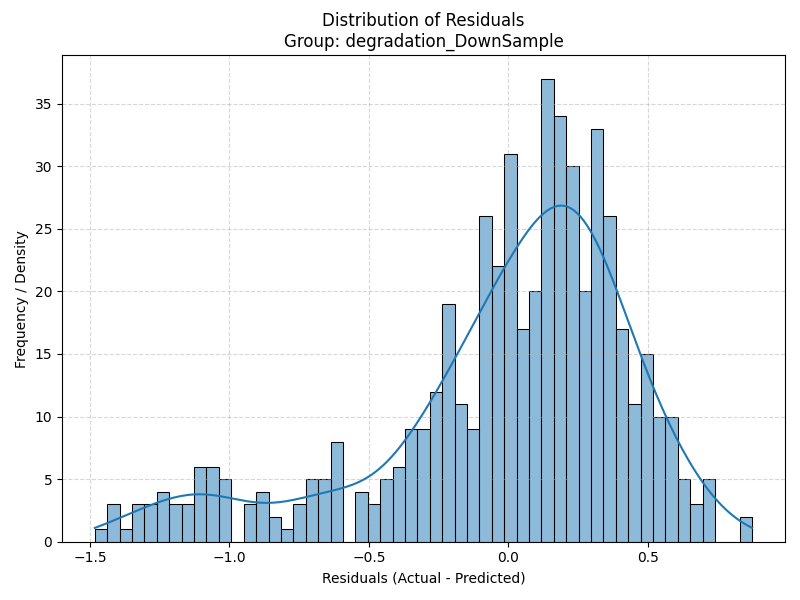 Distribution of Residuals
Group: degradation_DownSample
Frequency / Density
35
30
25
20
15
10
5
0
−1.5 −1.0 −0.5 0.0 0.5
Residuals (Actual - Predicted)